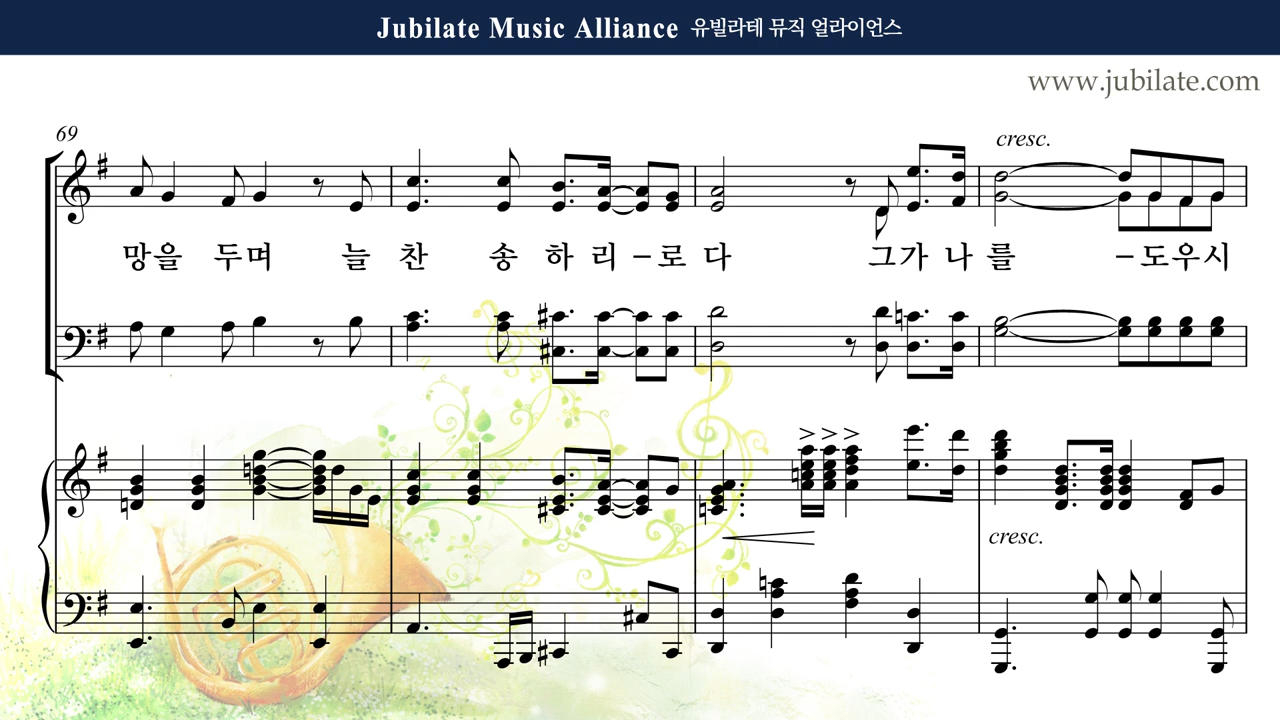 Jubilate Music Alliance 유빌라테 뮤직 얼라이언스
www.jubilate.com
69
cresc.
망을 두며 늘 찬 송 하 리 – 로 다 그가 나 를 – 도우시
cresc.